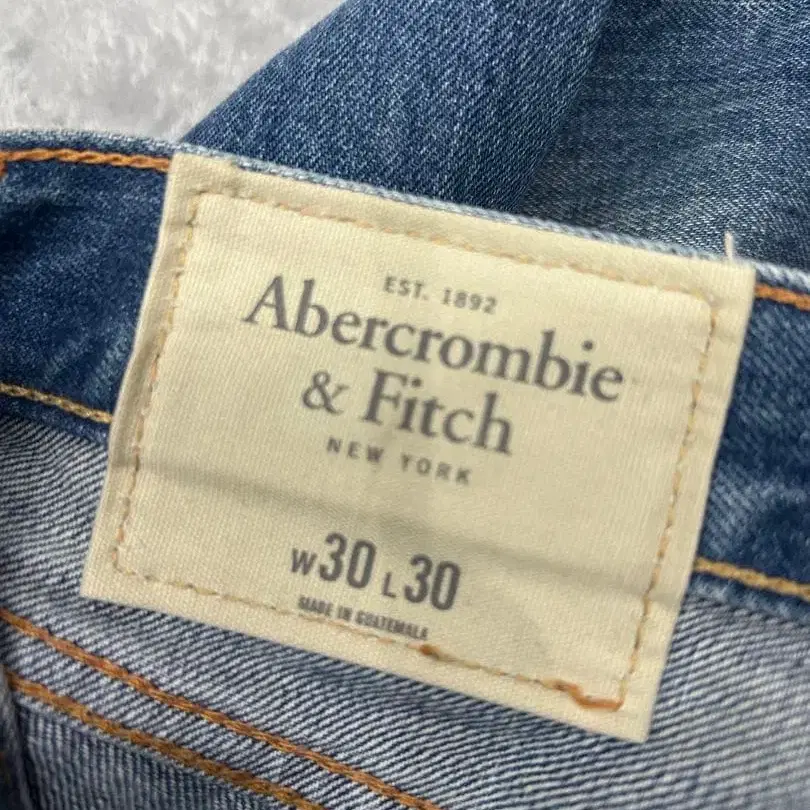 EST. 1892
Abercrombie
& Fitch
NEW YORK
W30 L30
MADE IN GUATEMALA